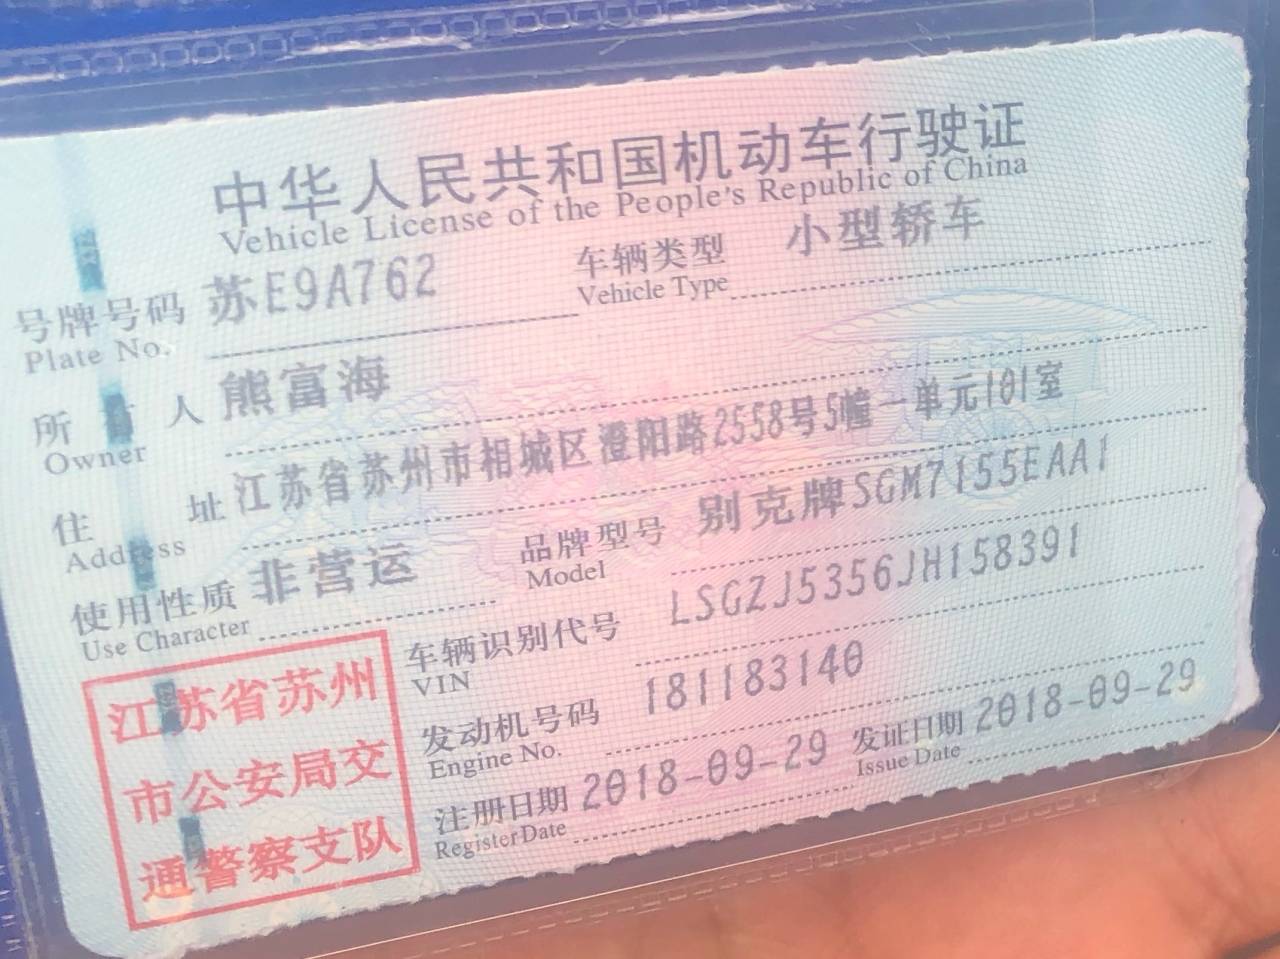 中华人民共和国机动车行驶证
Vehicle License of the People's Republic of China
号牌号码 苏E9A762 车辆类型 小型轿车
Plate No. Vehicle Type
所有人 熊富海
Owner
住址 江苏省苏州市相城区澄阳路2558号5幢一单元101室
Address
使用性质 非营运 品牌型号 别克牌SGM7155EAA1
Use Character Model
车辆识别代号 LSGZJ5356JH158391
VIN
发动机号码 181183140
Engine No.
注册日期 2018-09-29 发证日期 2018-09-29
Register Date Issue Date
江苏省苏州
市公安局交
通警察支队